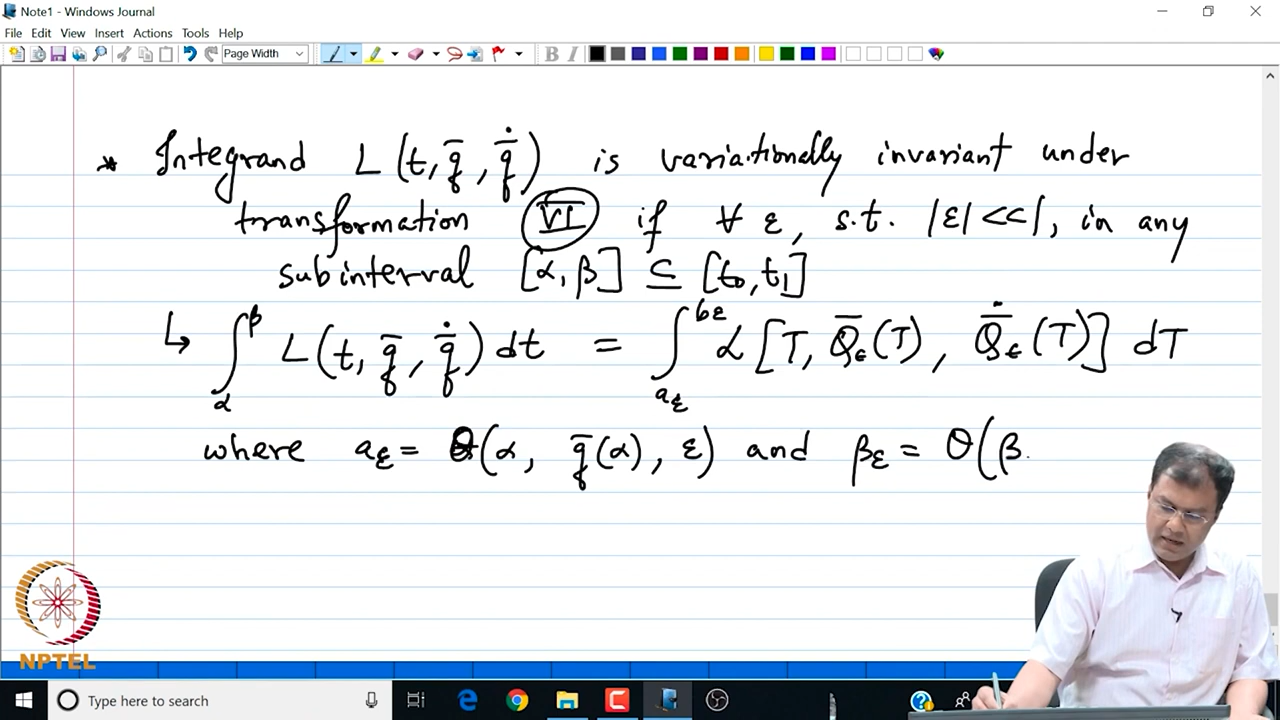 Note1 - Windows Journal
File Edit View Insert Actions Tools Help
Page Width
B I
* Integrand L(t, q̄, q̄̇) is variationally invariant under
transformation VI if ∀ ε, s.t. |ε| <<1, in any
subinterval [α, β] ⊆ [t₀, t₁]
↳ ∫_α^β L(t, q̄, q̄̇) dt = ∫_{a_ε}^{b_ε} L[T, Q̄_ε(T), Q̄̇_ε(T)] dT
where a_ε = θ(α, q̄(α), ε) and β_ε = θ(β
NPTEL
Type here to search